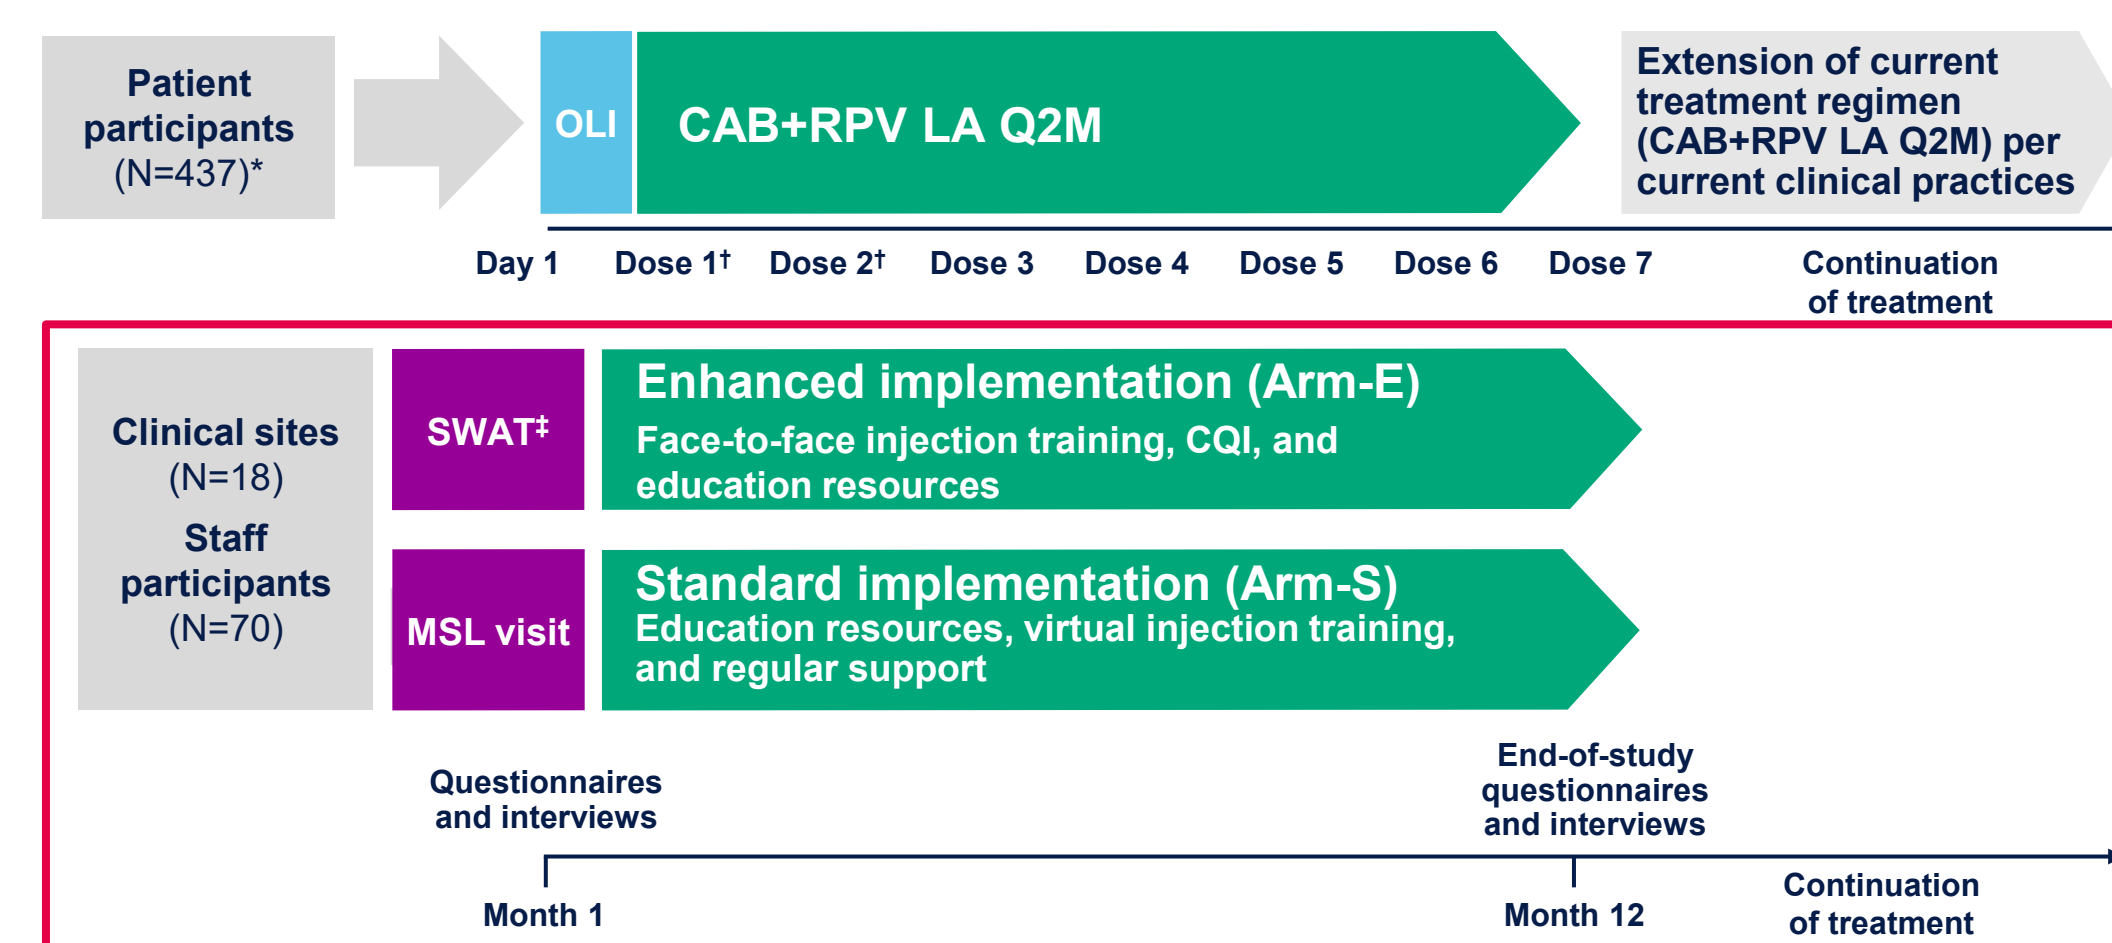 Patient
participants
(N=437)*
OLI
CAB+RPV LA Q2M
Extension of current
treatment regimen
(CAB+RPV LA Q2M) per
current clinical practices
Day 1
Dose 1†
Dose 2†
Dose 3
Dose 4
Dose 5
Dose 6
Dose 7
Continuation
of treatment
Clinical sites
(N=18)
Staff
participants
(N=70)
SWAT‡
Enhanced implementation (Arm-E)
Face-to-face injection training, CQI, and
education resources
MSL visit
Standard implementation (Arm-S)
Education resources, virtual injection training,
and regular support
Questionnaires
and interviews
End-of-study
questionnaires
and interviews
Month 1
Month 12
Continuation
of treatment